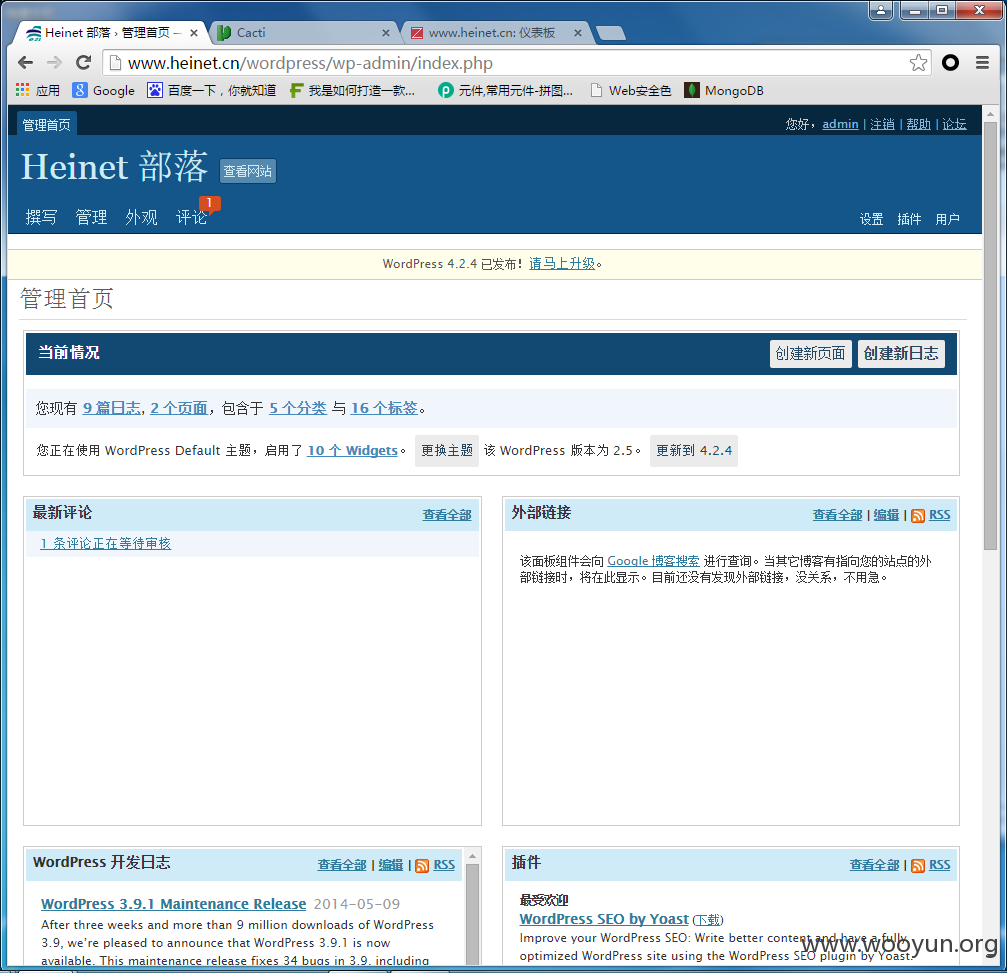 Heinet 部落 › 管理首页 —
Cacti
www.heinet.cn: 仪表板
www.heinet.cn/wordpress/wp-admin/index.php
应用
Google
百度一下，你就知道
我是如何打造一款...
元件,常用元件-拼图...
Web安全色
MongoDB
管理首页
您好，admin | 注销 | 帮助 | 论坛
Heinet 部落
查看网站
撰写 管理 外观 评论 1
设置 插件 用户
WordPress 4.2.4 已发布！请马上升级。
管理首页
当前情况
创建新页面
创建新日志
您现有 9 篇日志, 2 个页面，包含于 5 个分类 与 16 个标签。
您正在使用 WordPress Default 主题，启用了 10 个 Widgets。 更换主题 该 WordPress 版本为 2.5。 更新到 4.2.4
最新评论
查看全部
1 条评论正在等待审核
外部链接
查看全部 | 编辑 | RSS
该面板组件会向 Google 博客搜索 进行查询。当其它博客有指向您的站点的外
部链接时，将在此显示。目前还没有发现外部链接，没关系，不用急。
WordPress 开发日志
查看全部 | 编辑 | RSS
WordPress 3.9.1 Maintenance Release 2014-05-09
After three weeks and more than 9 million downloads of WordPress
3.9, we're pleased to announce that WordPress 3.9.1 is now
available. This maintenance release fixes 34 bugs in 3.9, including
插件
查看全部 | RSS
最受欢迎
WordPress SEO by Yoast (下载)
Improve your WordPress SEO: Write better content and have a fully
optimized WordPress site using the WordPress SEO plugin by Yoast.
www.wooyun.org